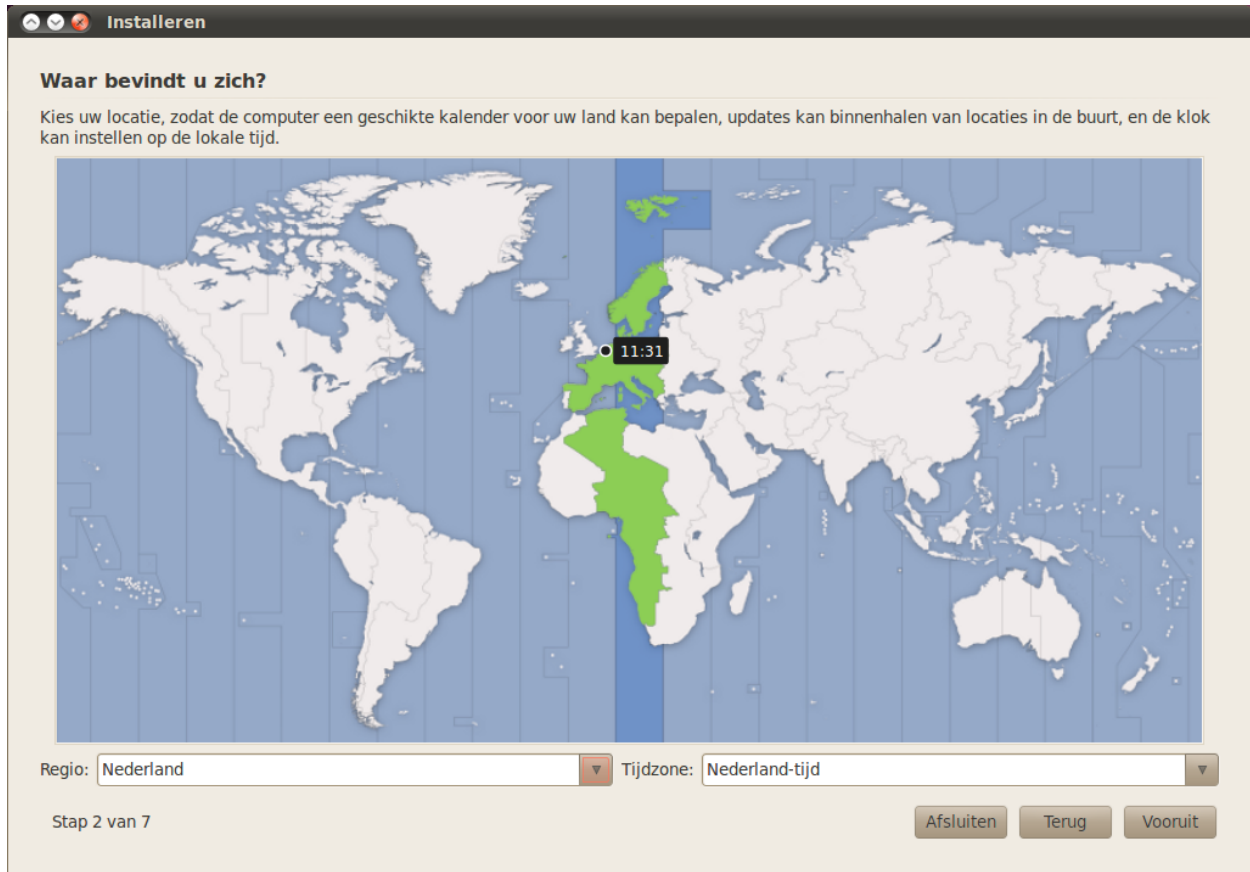 Installeren
Waar bevindt u zich?
Kies uw locatie, zodat de computer een geschikte kalender voor uw land kan bepalen, updates kan binnenhalen van locaties in de buurt, en de klok
kan instellen op de lokale tijd.
11:31
Regio: Nederland Tijdzone: Nederland-tijd
Stap 2 van 7 Afsluiten Terug Vooruit